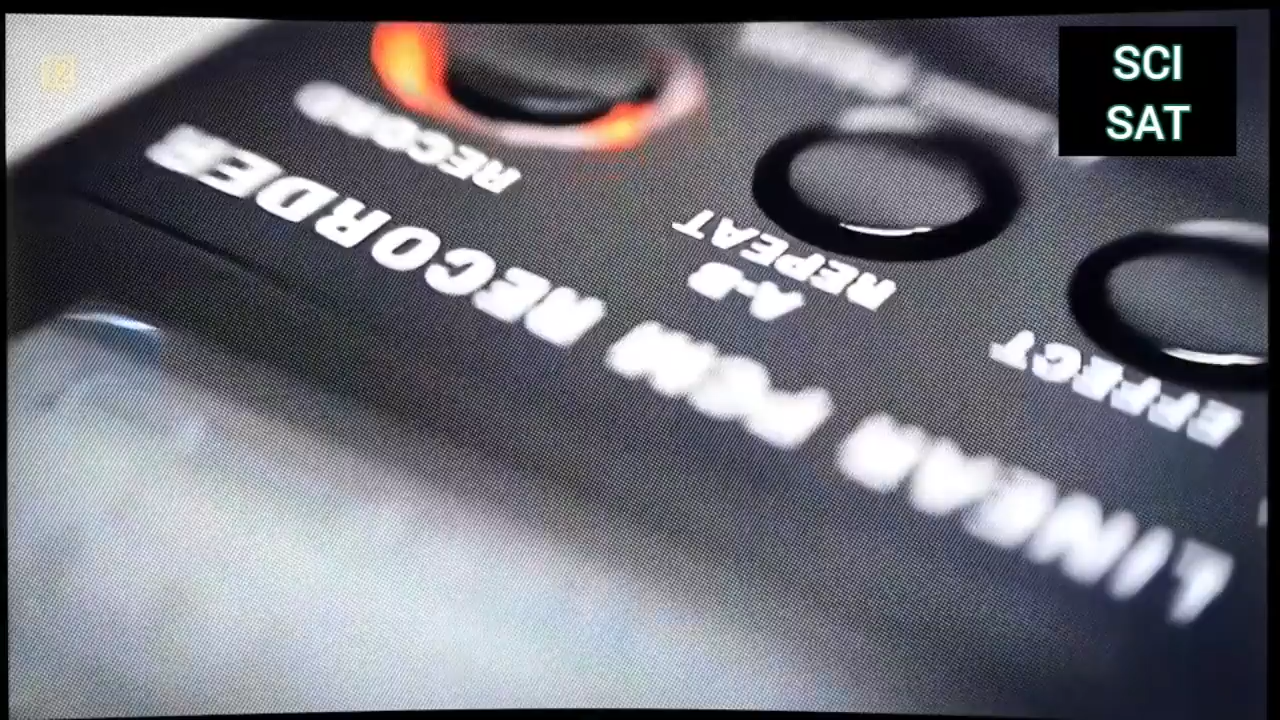 SCI
SAT
RECORD
A-B
REPEAT
EFFECT
LINEAR PCM RECORDER